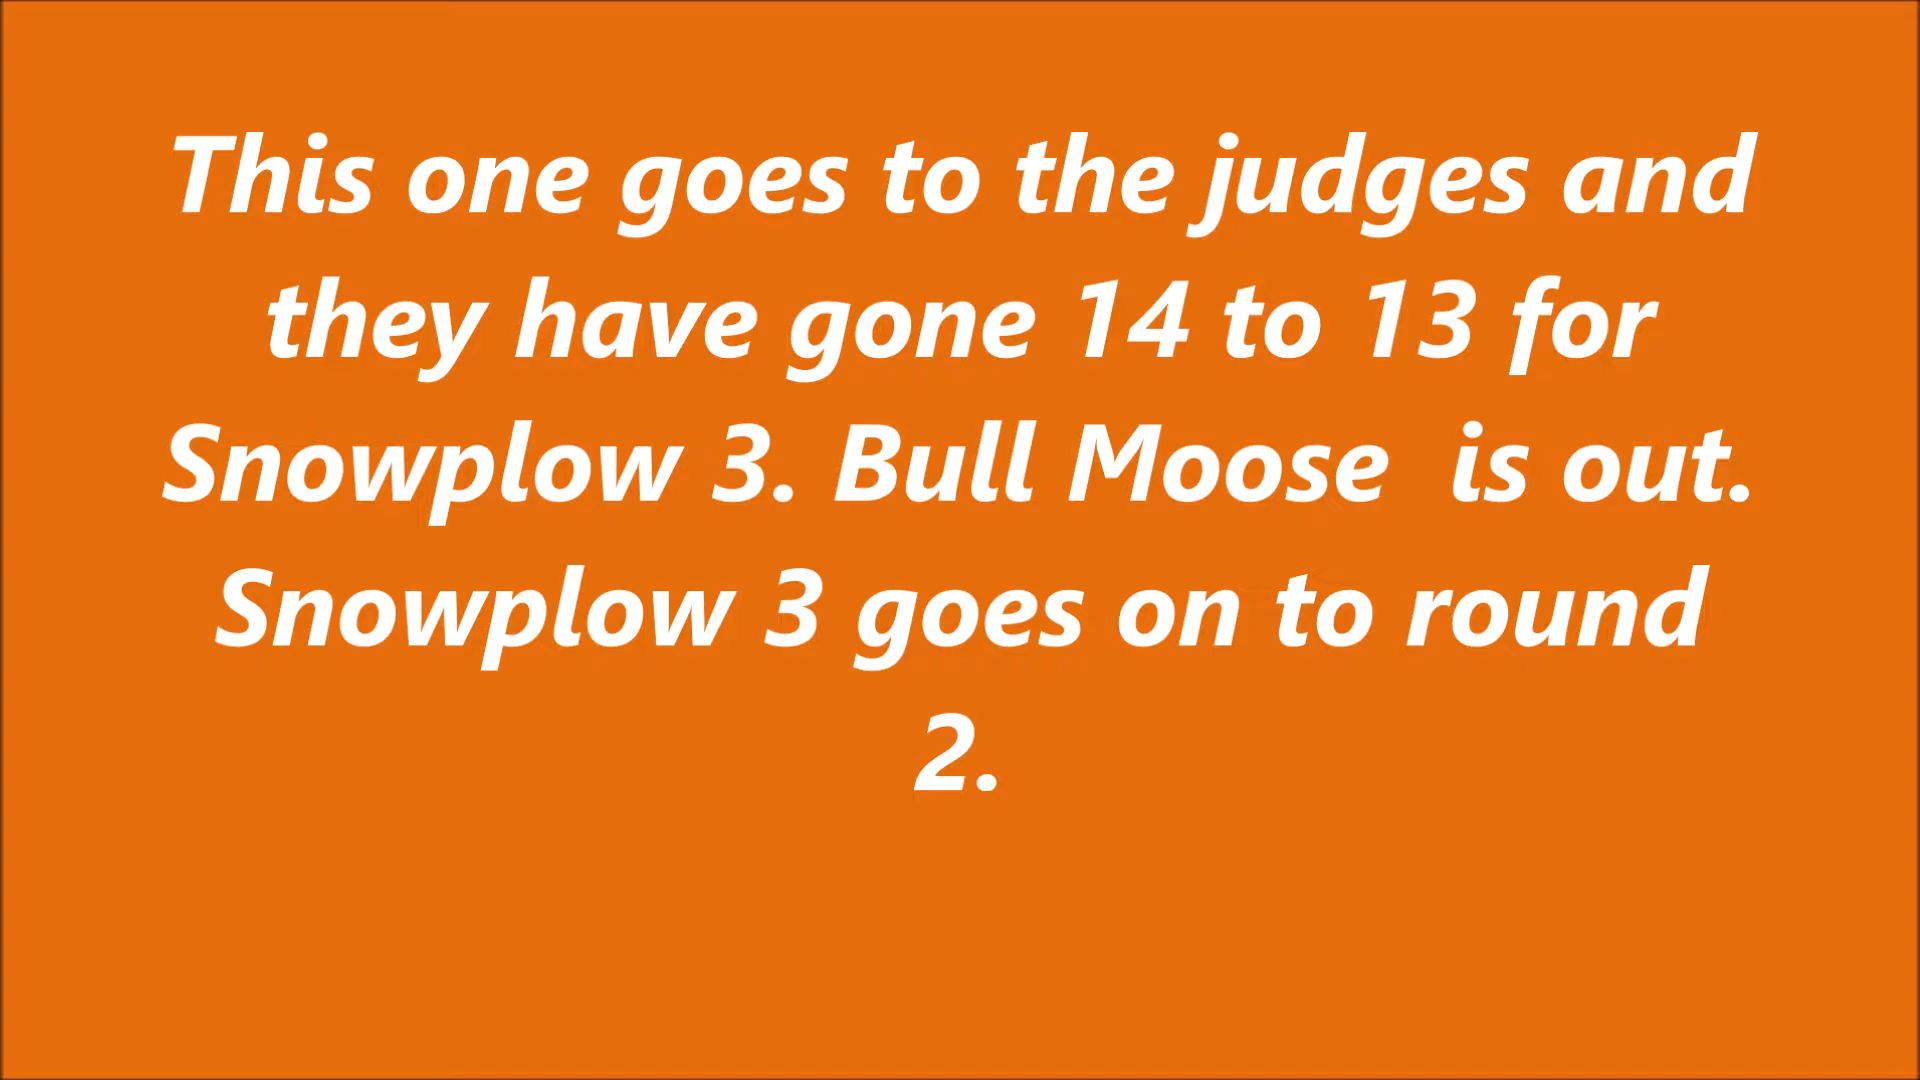 This one goes to the judges and
they have gone 14 to 13 for
Snowplow 3. Bull Moose  is out.
Snowplow 3 goes on to round
2.